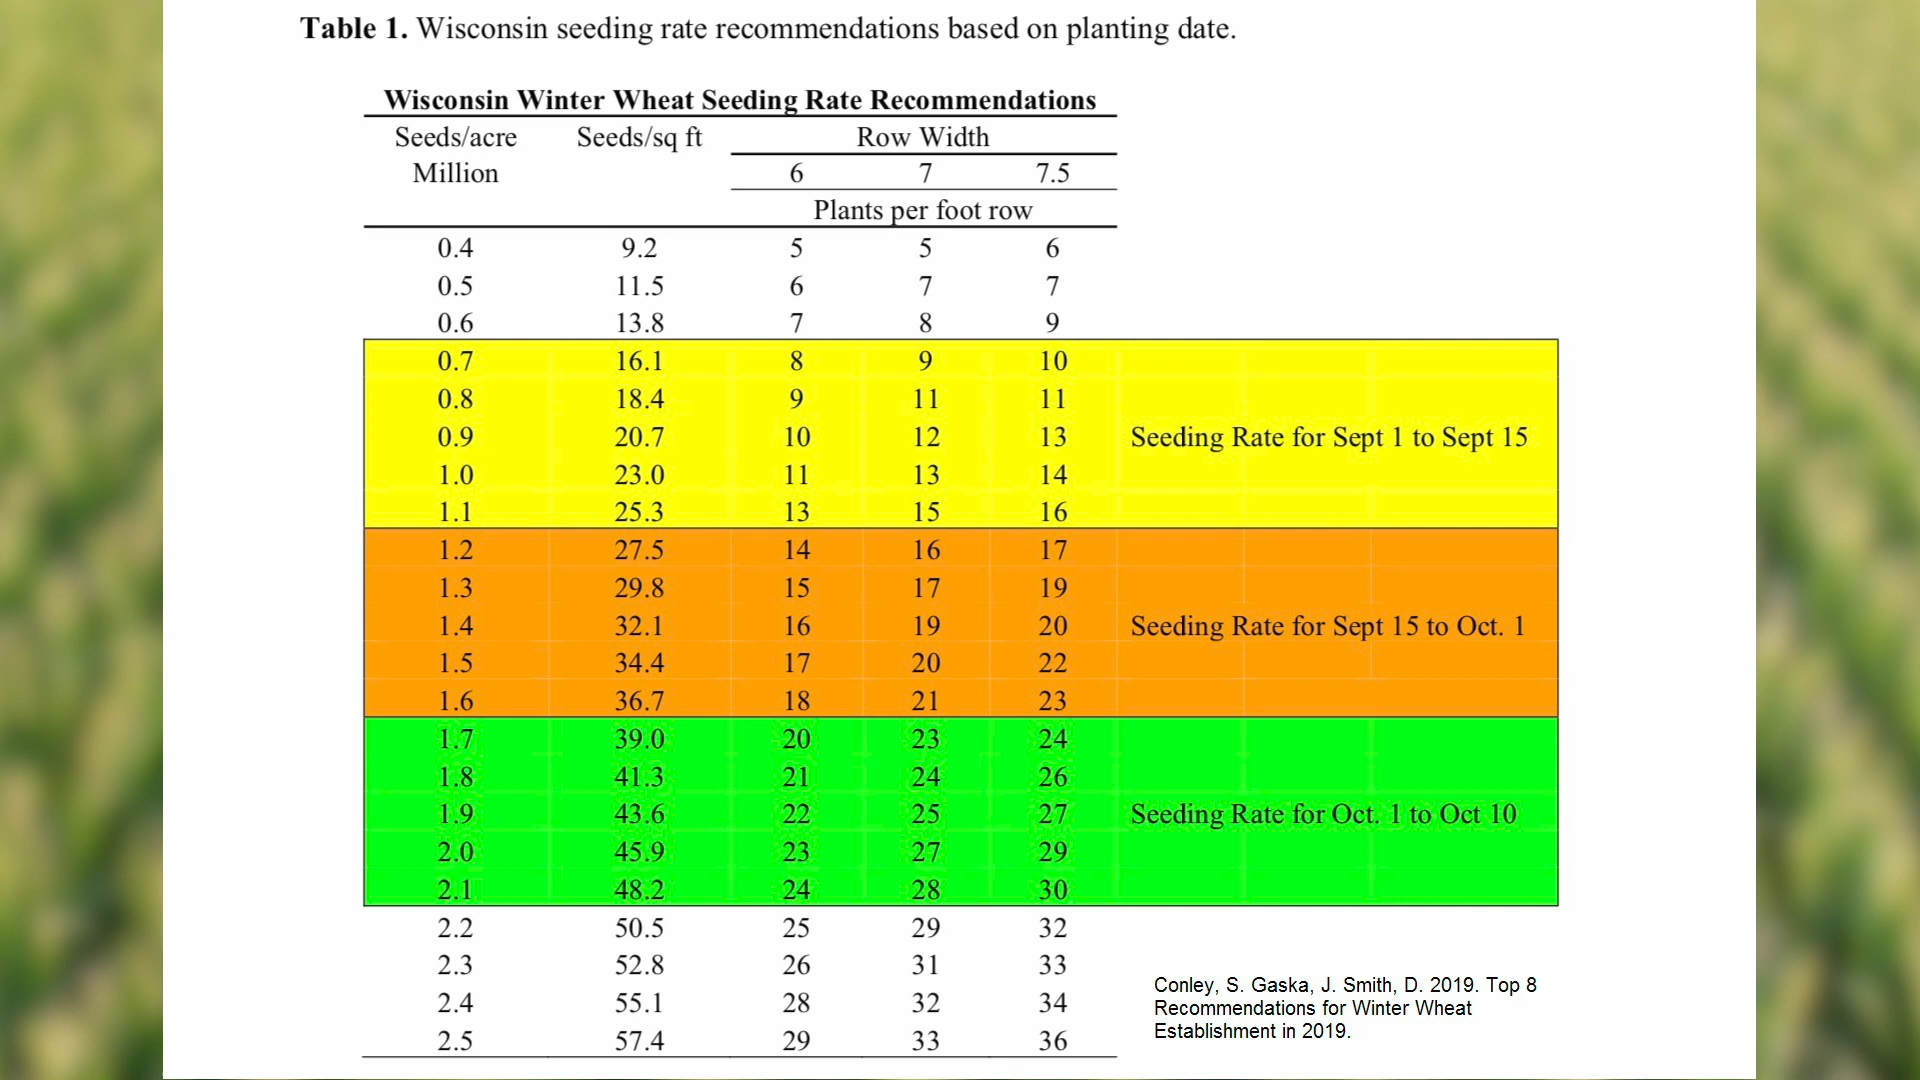 Table 1. Wisconsin seeding rate recommendations based on planting date.
Wisconsin Winter Wheat Seeding Rate Recommendations
Seeds/acre Seeds/sq ft Row Width
Million 6 7 7.5
Plants per foot row
0.4 9.2 5 5 6
0.5 11.5 6 7 7
0.6 13.8 7 8 9
0.7 16.1 8 9 10
0.8 18.4 9 11 11
0.9 20.7 10 12 13 Seeding Rate for Sept 1 to Sept 15
1.0 23.0 11 13 14
1.1 25.3 13 15 16
1.2 27.5 14 16 17
1.3 29.8 15 17 19
1.4 32.1 16 19 20 Seeding Rate for Sept 15 to Oct. 1
1.5 34.4 17 20 22
1.6 36.7 18 21 23
1.7 39.0 20 23 24
1.8 41.3 21 24 26
1.9 43.6 22 25 27 Seeding Rate for Oct. 1 to Oct 10
2.0 45.9 23 27 29
2.1 48.2 24 28 30
2.2 50.5 25 29 32
2.3 52.8 26 31 33
2.4 55.1 28 32 34
2.5 57.4 29 33 36
Conley, S. Gaska, J. Smith, D. 2019. Top 8
Recommendations for Winter Wheat
Establishment in 2019.